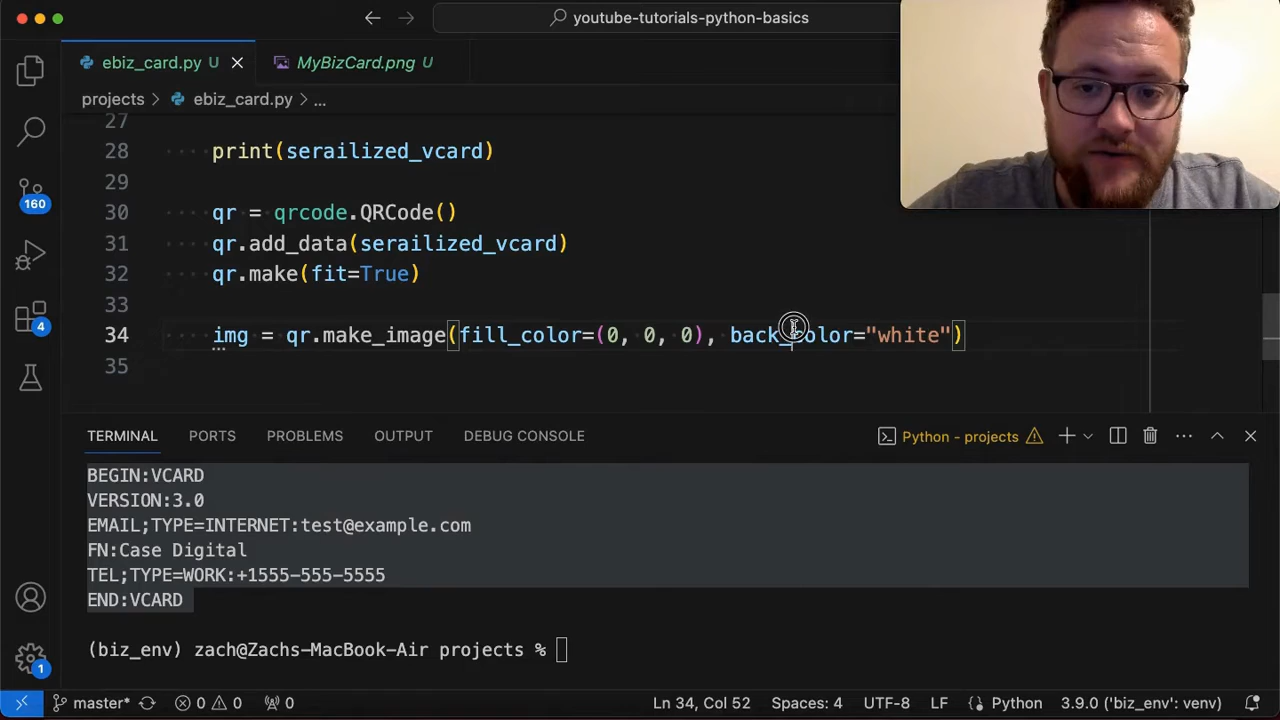 youtube-tutorials-python-basics
ebiz_card.py U
MyBizCard.png U
projects > ebiz_card.py > ...
27
28 print(serailized_vcard)
29
30 qr = qrcode.QRCode()
31 qr.add_data(serailized_vcard)
32 qr.make(fit=True)
33
34 img = qr.make_image(fill_color=(0, 0, 0), back_color="white")
35
160
4
TERMINAL PORTS PROBLEMS OUTPUT DEBUG CONSOLE Python - projects
BEGIN:VCARD
VERSION:3.0
EMAIL;TYPE=INTERNET:test@example.com
FN:Case Digital
TEL;TYPE=WORK:+1555-555-5555
END:VCARD
(biz_env) zach@Zachs-MacBook-Air projects %
1
master* 0 0 0 Ln 34, Col 52 Spaces: 4 UTF-8 LF Python 3.9.0 ('biz_env': venv)